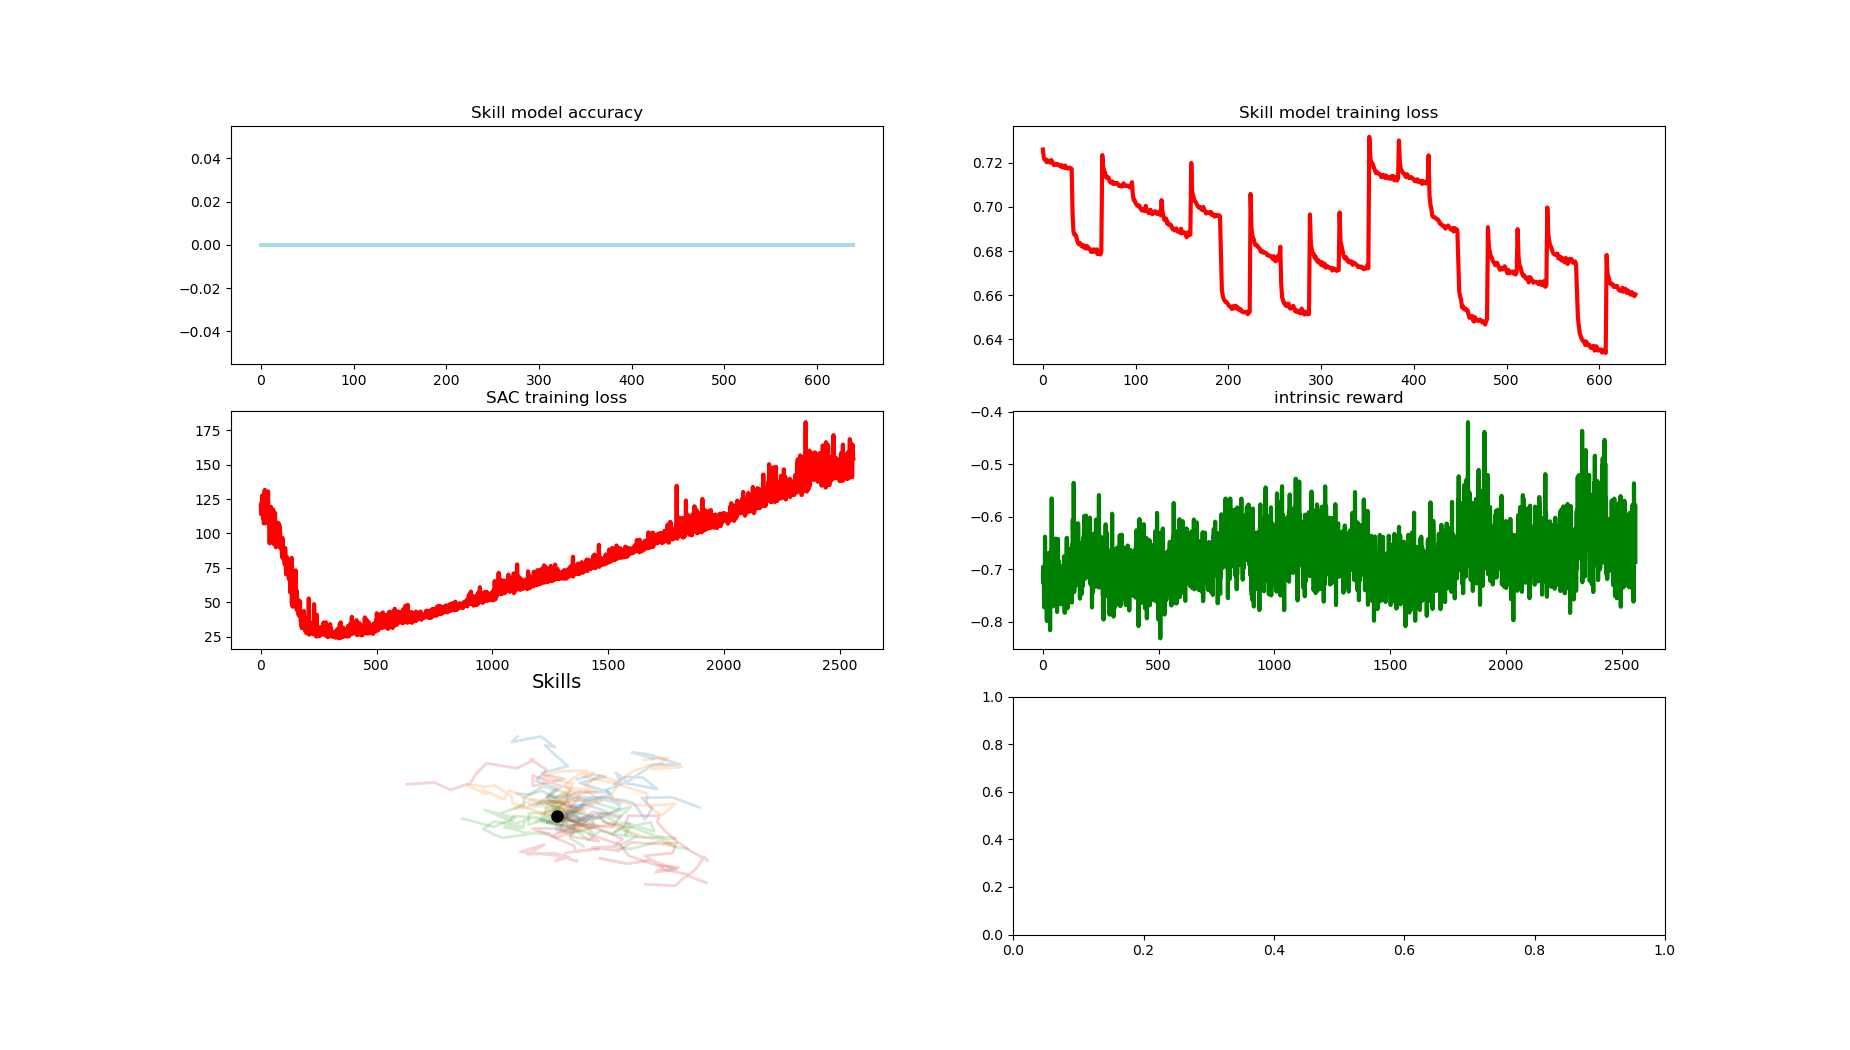 Skill model accuracy
0.04
0.02
0.00
−0.02
−0.04
0 100 200 300 400 500 600
Skill model training loss
0.72
0.70
0.68
0.66
0.64
0 100 200 300 400 500 600
SAC training loss
175
150
125
100
75
50
25
0 500 1000 1500 2000 2500
intrinsic reward
−0.4
−0.5
−0.6
−0.7
−0.8
0 500 1000 1500 2000 2500
Skills
1.0
0.8
0.6
0.4
0.2
0.0
0.0 0.2 0.4 0.6 0.8 1.0